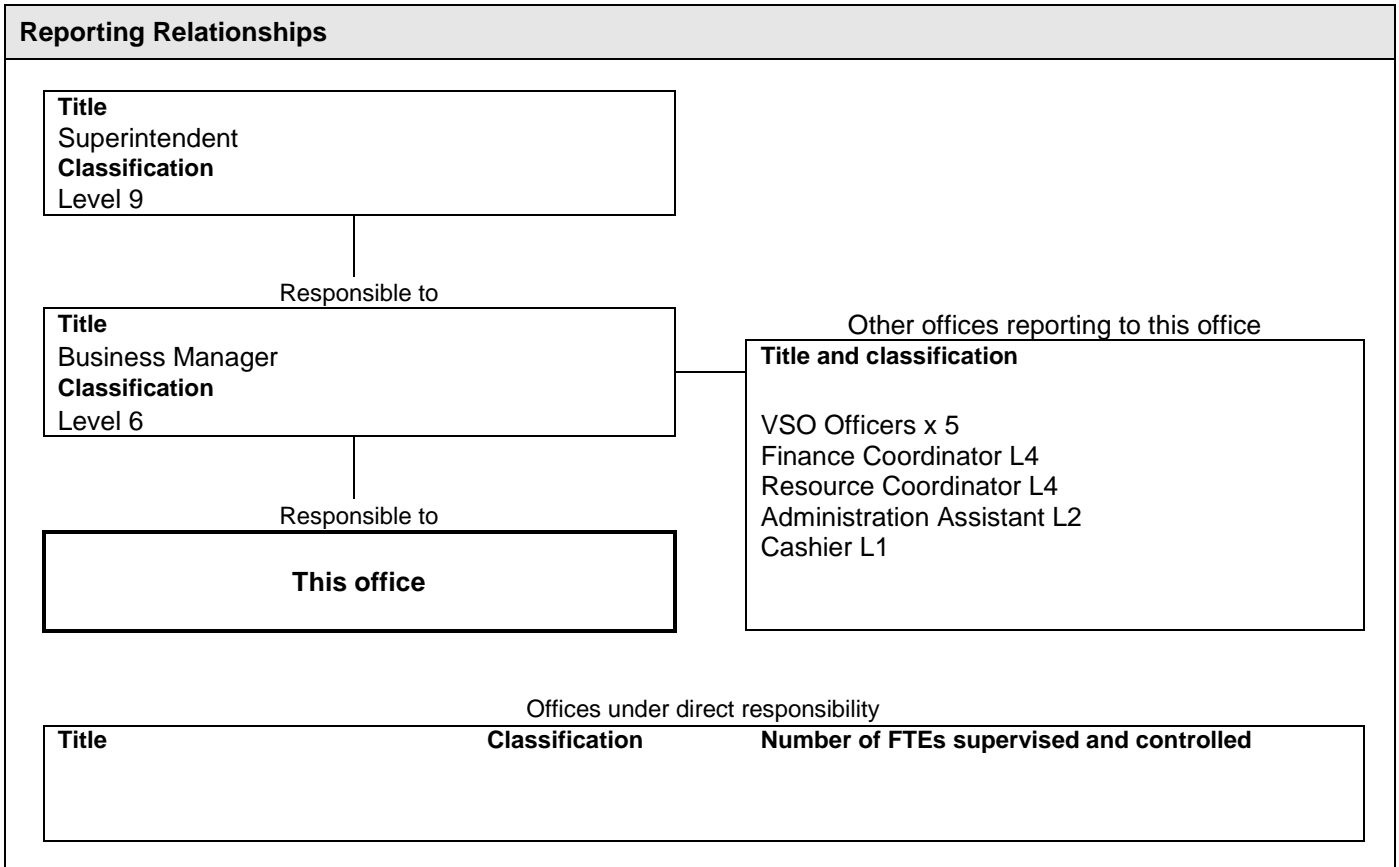 Reporting Relationships
Title
Superintendent
Classification
Level 9
Responsible to
Title
Business Manager
Classification
Level 6
Other offices reporting to this office
Title and classification
VSO Officers x 5
Finance Coordinator L4
Resource Coordinator L4
Administration Assistant L2
Cashier L1
Responsible to
This office
Offices under direct responsibility
Title Classification Number of FTEs supervised and controlled